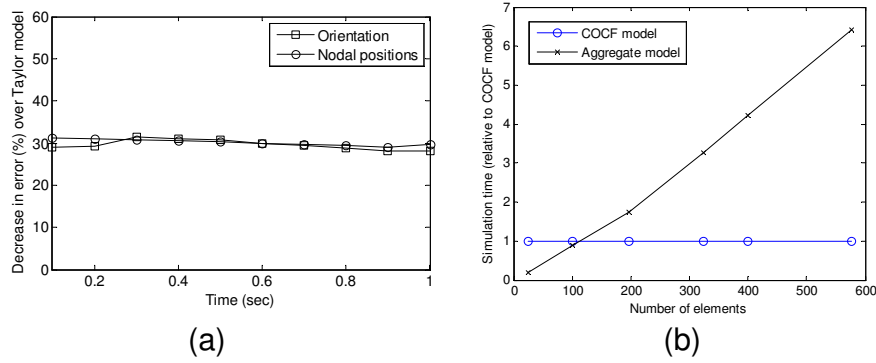 60
50
40
30
20
10
0
0.2
0.4
0.6
0.8
1
Decrease in error (%) over Taylor model
Time (sec)
Orientation
Nodal positions
(a)
7
6
5
4
3
2
1
0
0
100
200
300
400
500
600
Simulation time (relative to COCF model)
Number of elements
COCF model
Aggregate model
(b)